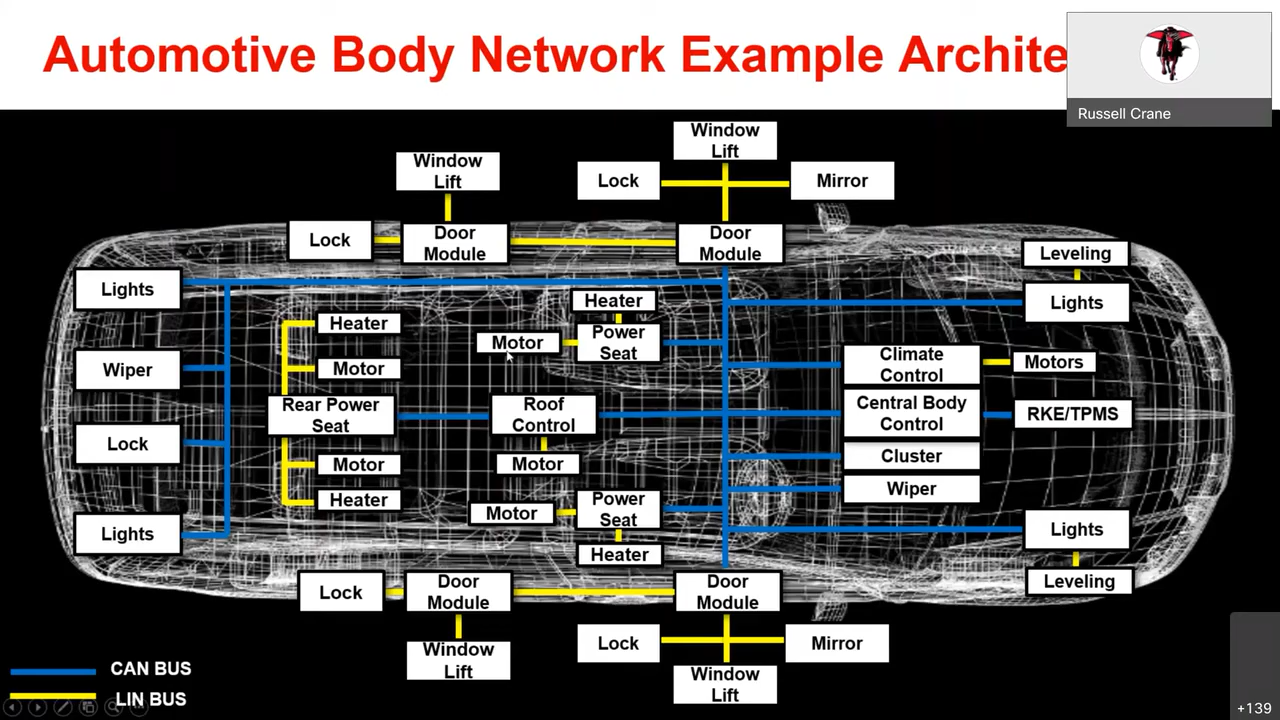 Automotive Body Network Example Archite
Russell Crane
Window
Lift
Window
Lift
Lock
Mirror
Lock
Door
Module
Door
Module
Leveling
Lights
Lights
Heater
Heater
Motor
Power
Seat
Wiper
Motor
Climate
Control
Motors
Rear Power
Seat
Roof
Control
Central Body
Control
RKE/TPMS
Lock
Motor
Motor
Cluster
Heater
Motor
Power
Seat
Wiper
Lights
Heater
Lights
Lock
Door
Module
Door
Module
Leveling
Window
Lift
Lock
Mirror
Window
Lift
CAN BUS
LIN BUS
+139